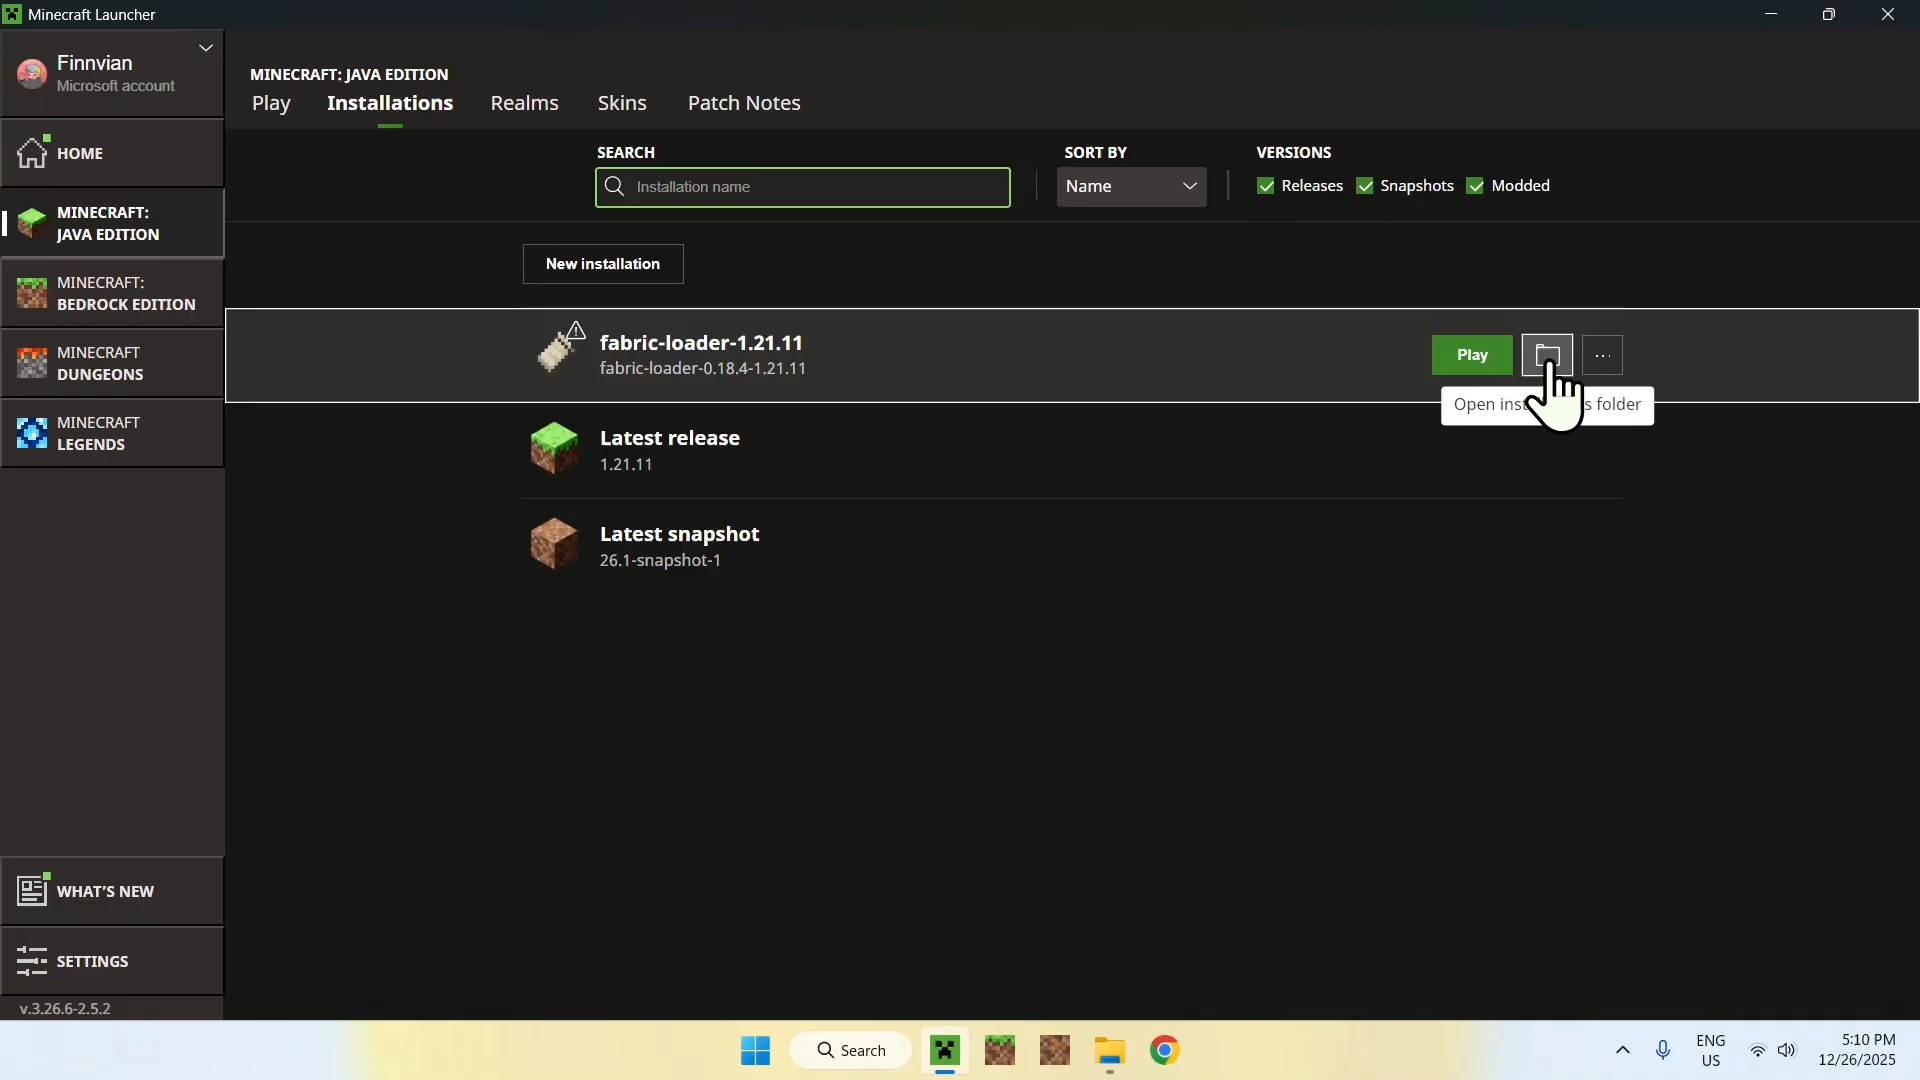 Minecraft Launcher
Finnvian
Microsoft account
HOME
MINECRAFT:
JAVA EDITION
MINECRAFT:
BEDROCK EDITION
MINECRAFT
DUNGEONS
MINECRAFT
LEGENDS
WHAT'S NEW
SETTINGS
v.3.26.6-2.5.2
MINECRAFT: JAVA EDITION
Play Installations Realms Skins Patch Notes
SEARCH SORT BY VERSIONS
Installation name Name Releases Snapshots Modded
New installation
fabric-loader-1.21.11
fabric-loader-0.18.4-1.21.11
Play ...
Open s folder
Latest release
1.21.11
Latest snapshot
26.1-snapshot-1
Search
ENG
US
5:10 PM
12/26/2025